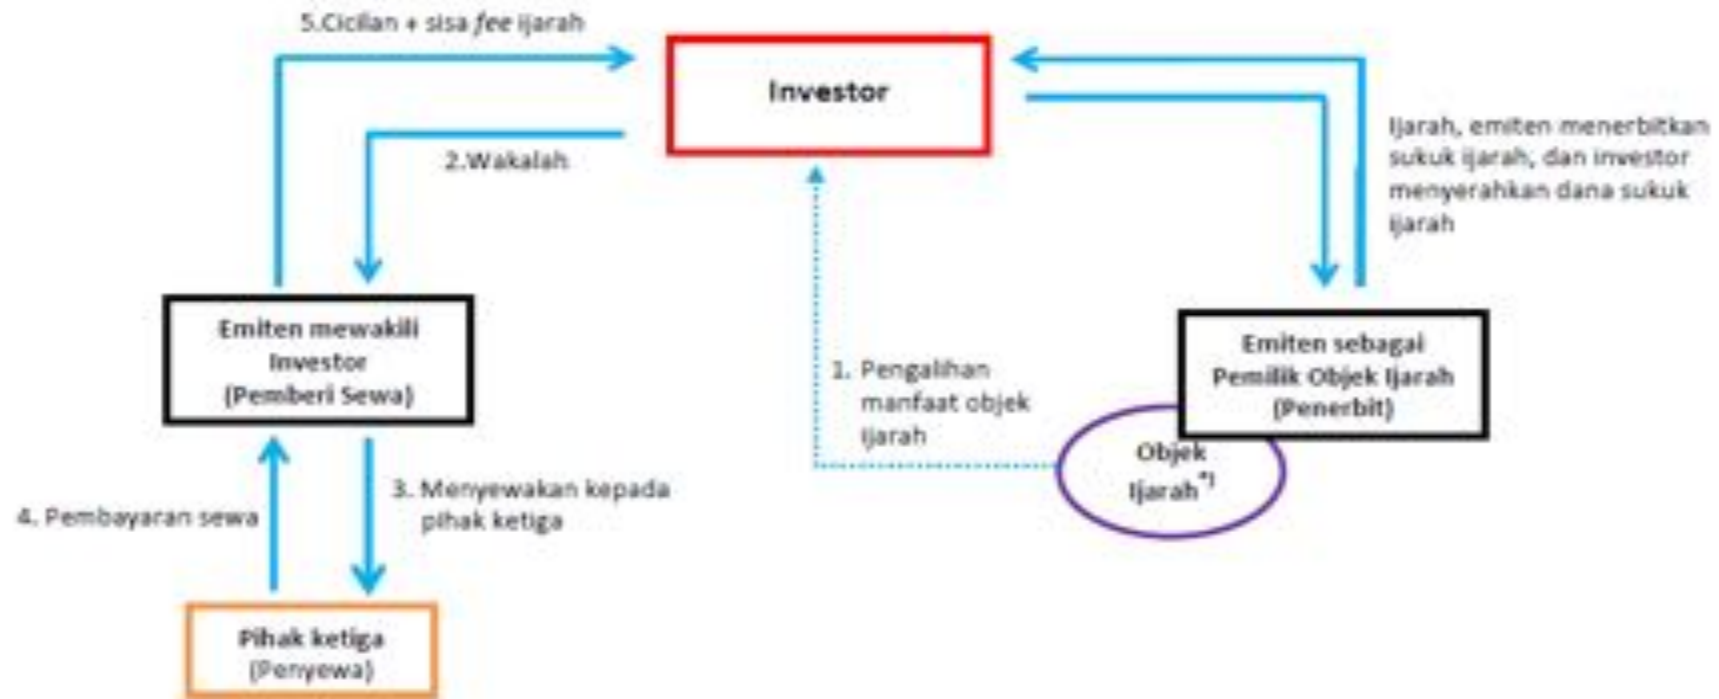 5.Cicilan + sisa fee ijarah
Investor
Ijarah, emiten menerbitkan
sukuk ijarah, dan investor
menyerahkan dana sukuk
ijarah
2.Wakalah
Emiten mewakili
Investor
(Pemberi Sewa)
1. Pengalihan
manfaat objek
ijarah
Emiten sebagai
Pemilik Objek Ijarah
(Penerbit)
Objek
Ijarah*)
3. Menyewakan kepada
pihak ketiga
4. Pembayaran sewa
Pihak ketiga
(Penyewa)